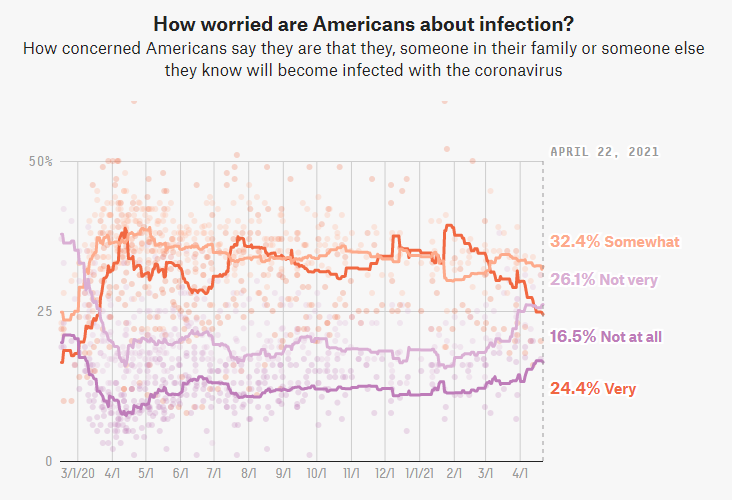 How worried are Americans about infection?
How concerned Americans say they are that they, someone in their family or someone else
they know will become infected with the coronavirus
APRIL 22, 2021
50%
32.4% Somewhat
26.1% Not very
25
16.5% Not at all
24.4% Very
0
3/1/20 4/1 5/1 6/1 7/1 8/1 9/1 10/1 11/1 12/1 1/1/21 2/1 3/1 4/1